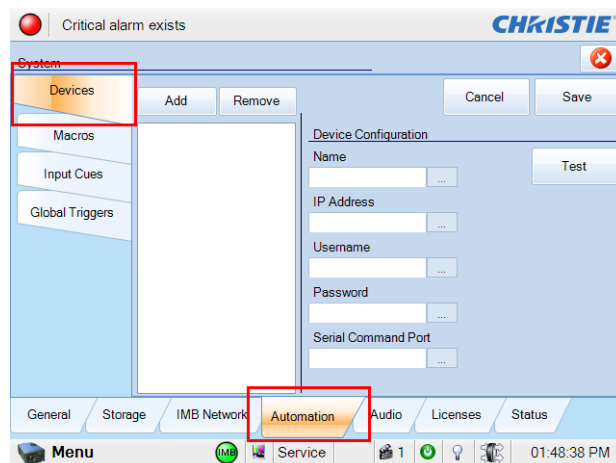 Critical alarm exists
CHRISTIE
System
Devices
Macros
Input Cues
Global Triggers
Add
Remove
Cancel
Save
Device Configuration
Name
...
Test
IP Address
...
Username
...
Password
...
Serial Command Port
...
General
Storage
IMB Network
Automation
Audio
Licenses
Status
Menu
IMB
Service
1
01:48:38 PM